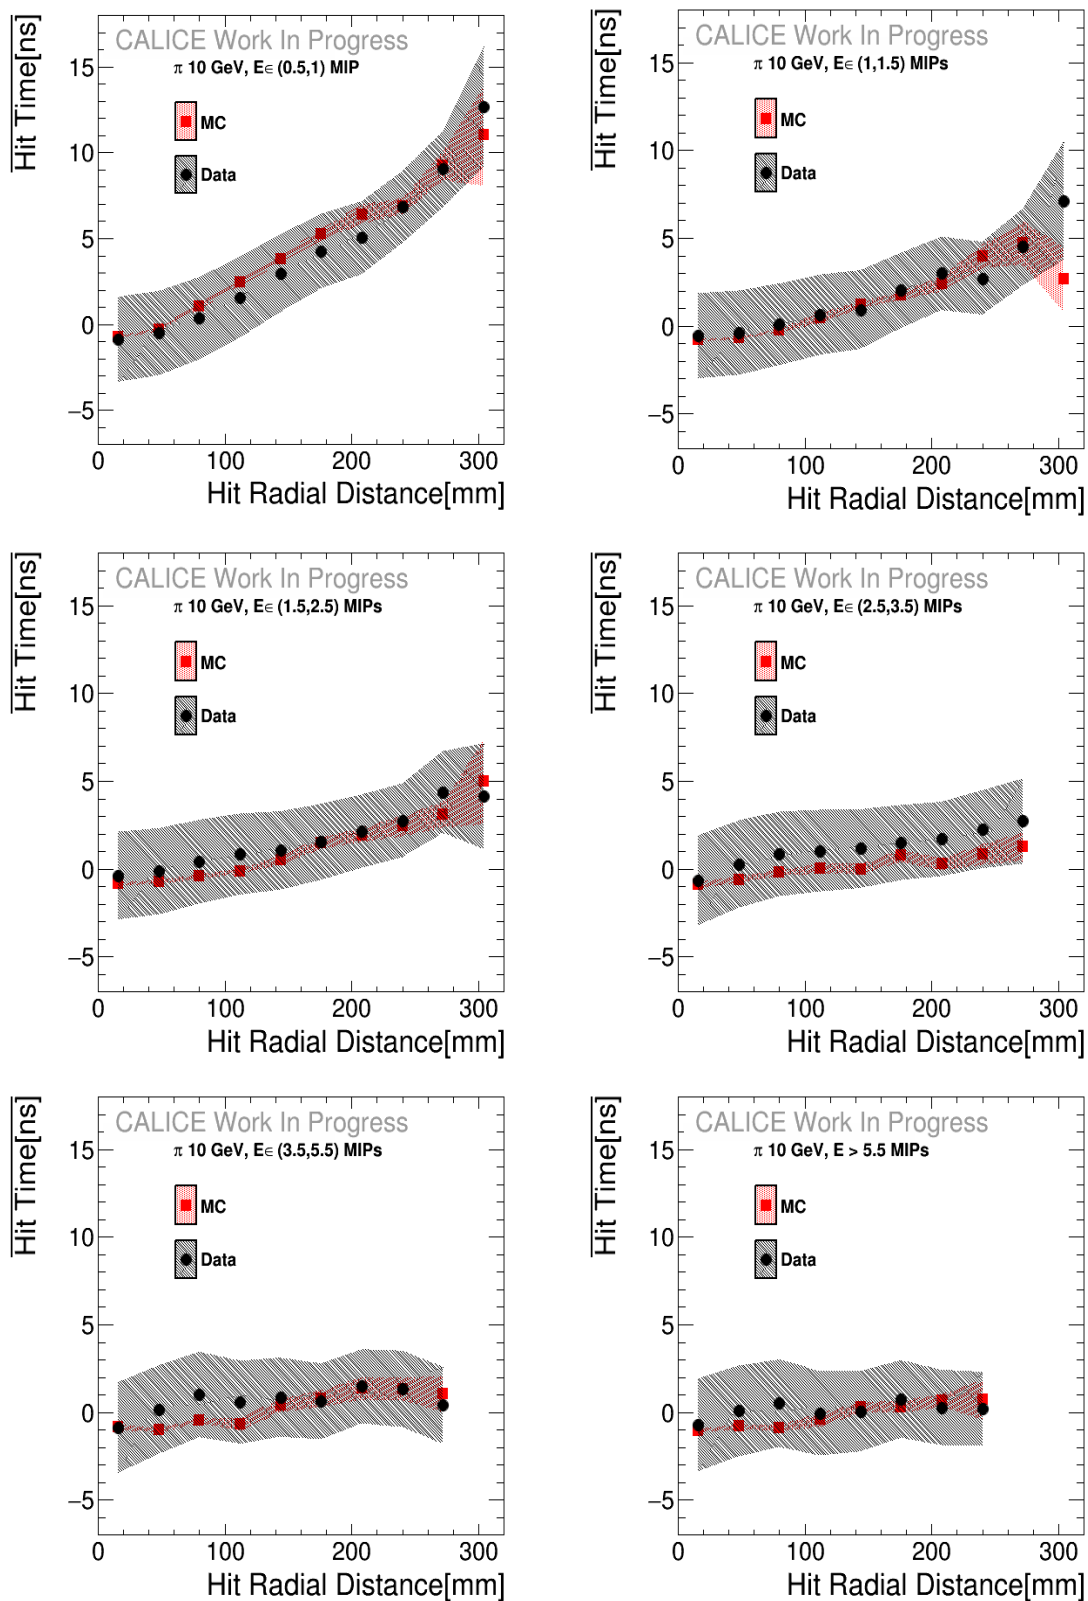 Hit Time[ns]
CALICE Work In Progress
π 10 GeV, E∈ (0.5,1) MIP
MC
Data
15
10
5
0
−5
0 100 200 300
Hit Radial Distance[mm]
Hit Time[ns]
CALICE Work In Progress
π 10 GeV, E∈ (1,1.5) MIPs
MC
Data
15
10
5
0
−5
0 100 200 300
Hit Radial Distance[mm]
Hit Time[ns]
CALICE Work In Progress
π 10 GeV, E∈ (1.5,2.5) MIPs
MC
Data
15
10
5
0
−5
0 100 200 300
Hit Radial Distance[mm]
Hit Time[ns]
CALICE Work In Progress
π 10 GeV, E∈ (2.5,3.5) MIPs
MC
Data
15
10
5
0
−5
0 100 200 300
Hit Radial Distance[mm]
Hit Time[ns]
CALICE Work In Progress
π 10 GeV, E∈ (3.5,5.5) MIPs
MC
Data
15
10
5
0
−5
0 100 200 300
Hit Radial Distance[mm]
Hit Time[ns]
CALICE Work In Progress
π 10 GeV, E > 5.5 MIPs
MC
Data
15
10
5
0
−5
0 100 200 300
Hit Radial Distance[mm]